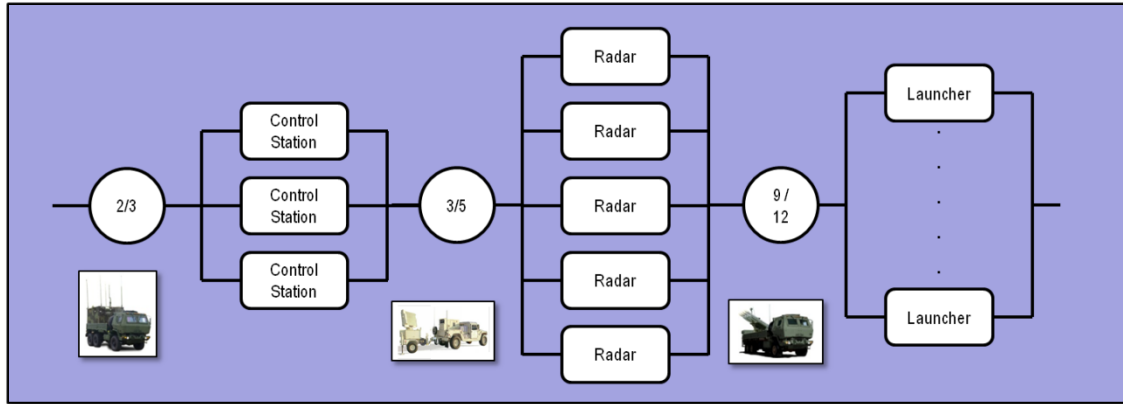 2/3
Control
Station
Control
Station
Control
Station
3/5
Radar
Radar
Radar
Radar
Radar
9 /
12
Launcher
Launcher